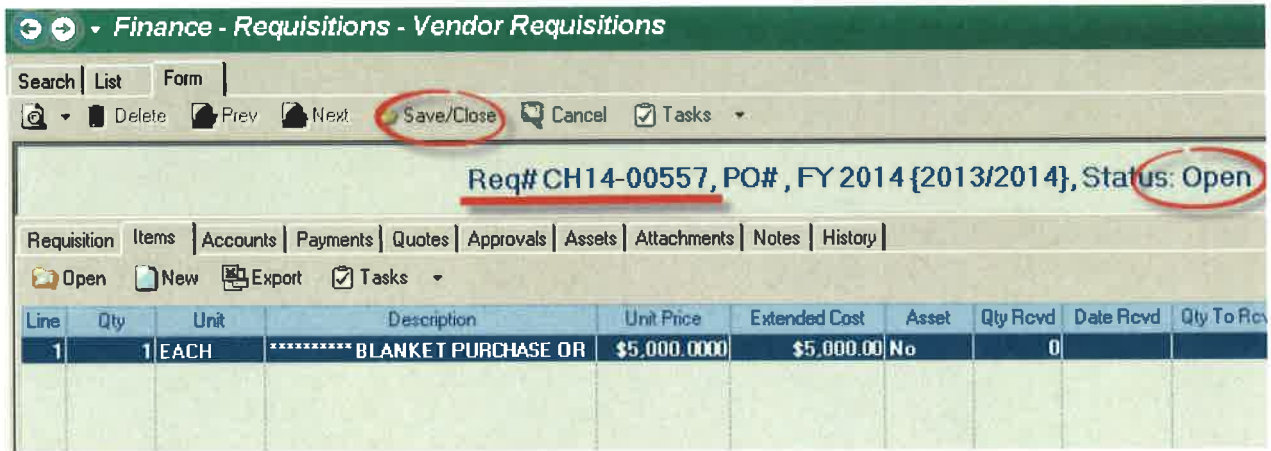 Finance - Requisitions - Vendor Requisitions
Search List Form
Delete Prev Next Save/Close Cancel Tasks
Req# CH14-00557, PO# , FY 2014 {2013/2014}, Status: Open
Requisition Items Accounts Payments Quotes Approvals Assets Attachments Notes History
Open New Export Tasks
Line Qty Unit Description Unit Price Extended Cost Asset Qty Rcvd Date Rcvd Qty To Rcv
1 1 EACH ********** BLANKET PURCHASE OR $5,000.0000 $5,000.00 No 0